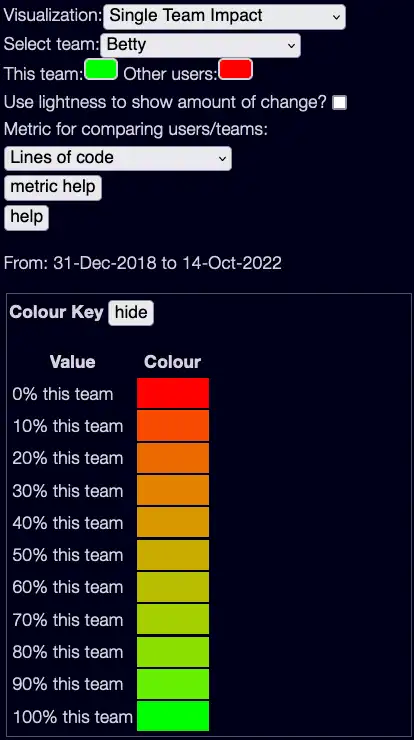 Visualization: Single Team Impact
Select team: Betty
This team: Other users:
Use lightness to show amount of change?
Metric for comparing users/teams:
Lines of code
metric help
help
From: 31-Dec-2018 to 14-Oct-2022
Colour Key hide
Value Colour
0% this team
10% this team
20% this team
30% this team
40% this team
50% this team
60% this team
70% this team
80% this team
90% this team
100% this team